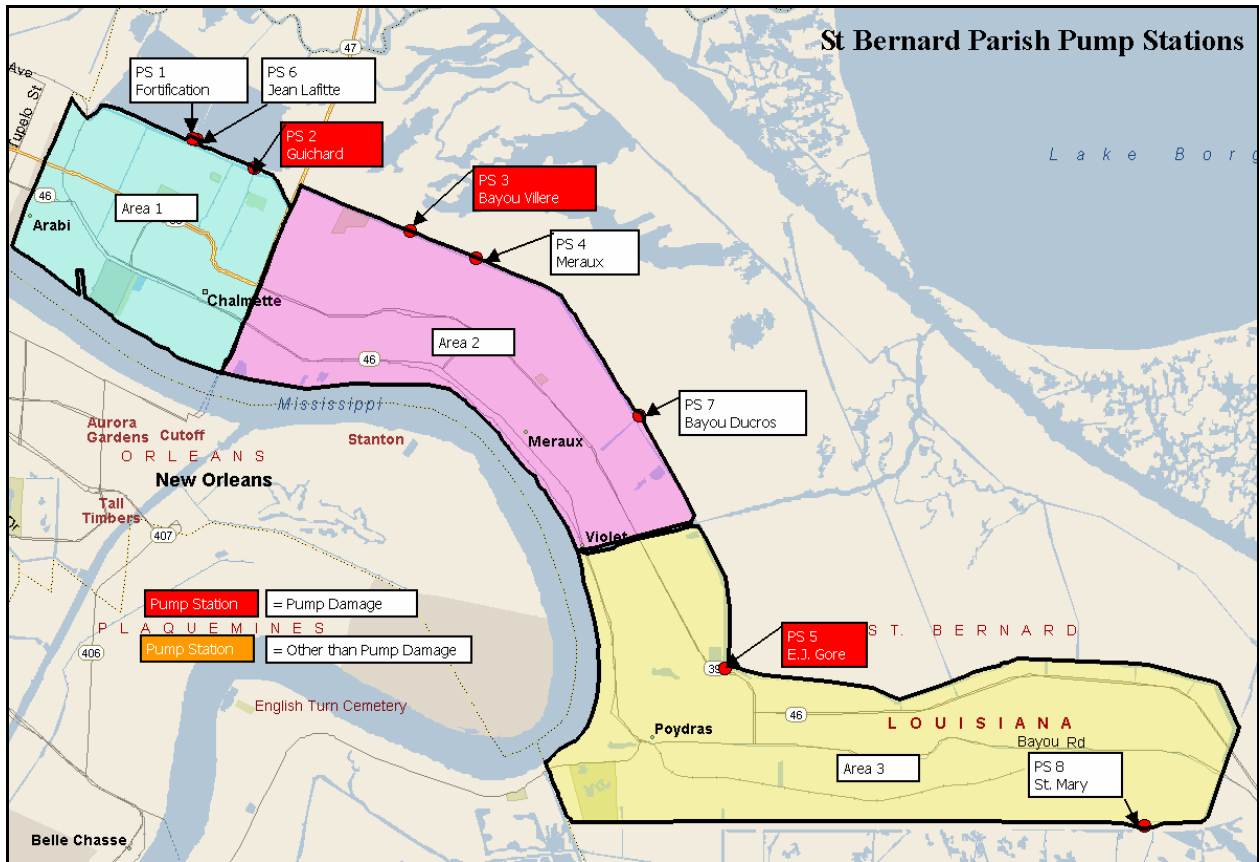 St Bernard Parish Pump Stations
Ave
Tupelo St
47
PS 1
Fortification
PS 6
Jean Lafitte
PS 2
Guichard
PS 3
Bayou Villere
PS 4
Meraux
Lake Borg
46
Arabi
Area 1
Chalmette
Area 2
46
Mississippi
PS 7
Bayou Ducros
Aurora
Gardens
Cutoff
Stanton
Meraux
ORLEANS
New Orleans
Tall
Timbers
Dr
407
Violet
Pump Station
= Pump Damage
PLAQUEMINES
Pump Station
= Other than Pump Damage
406
PS 5
E.J. Gore
ST. BERNARD
39
English Turn Cemetery
46
LOUISIANA
Poydras
Bayou Rd
Area 3
PS 8
St. Mary
Belle Chasse